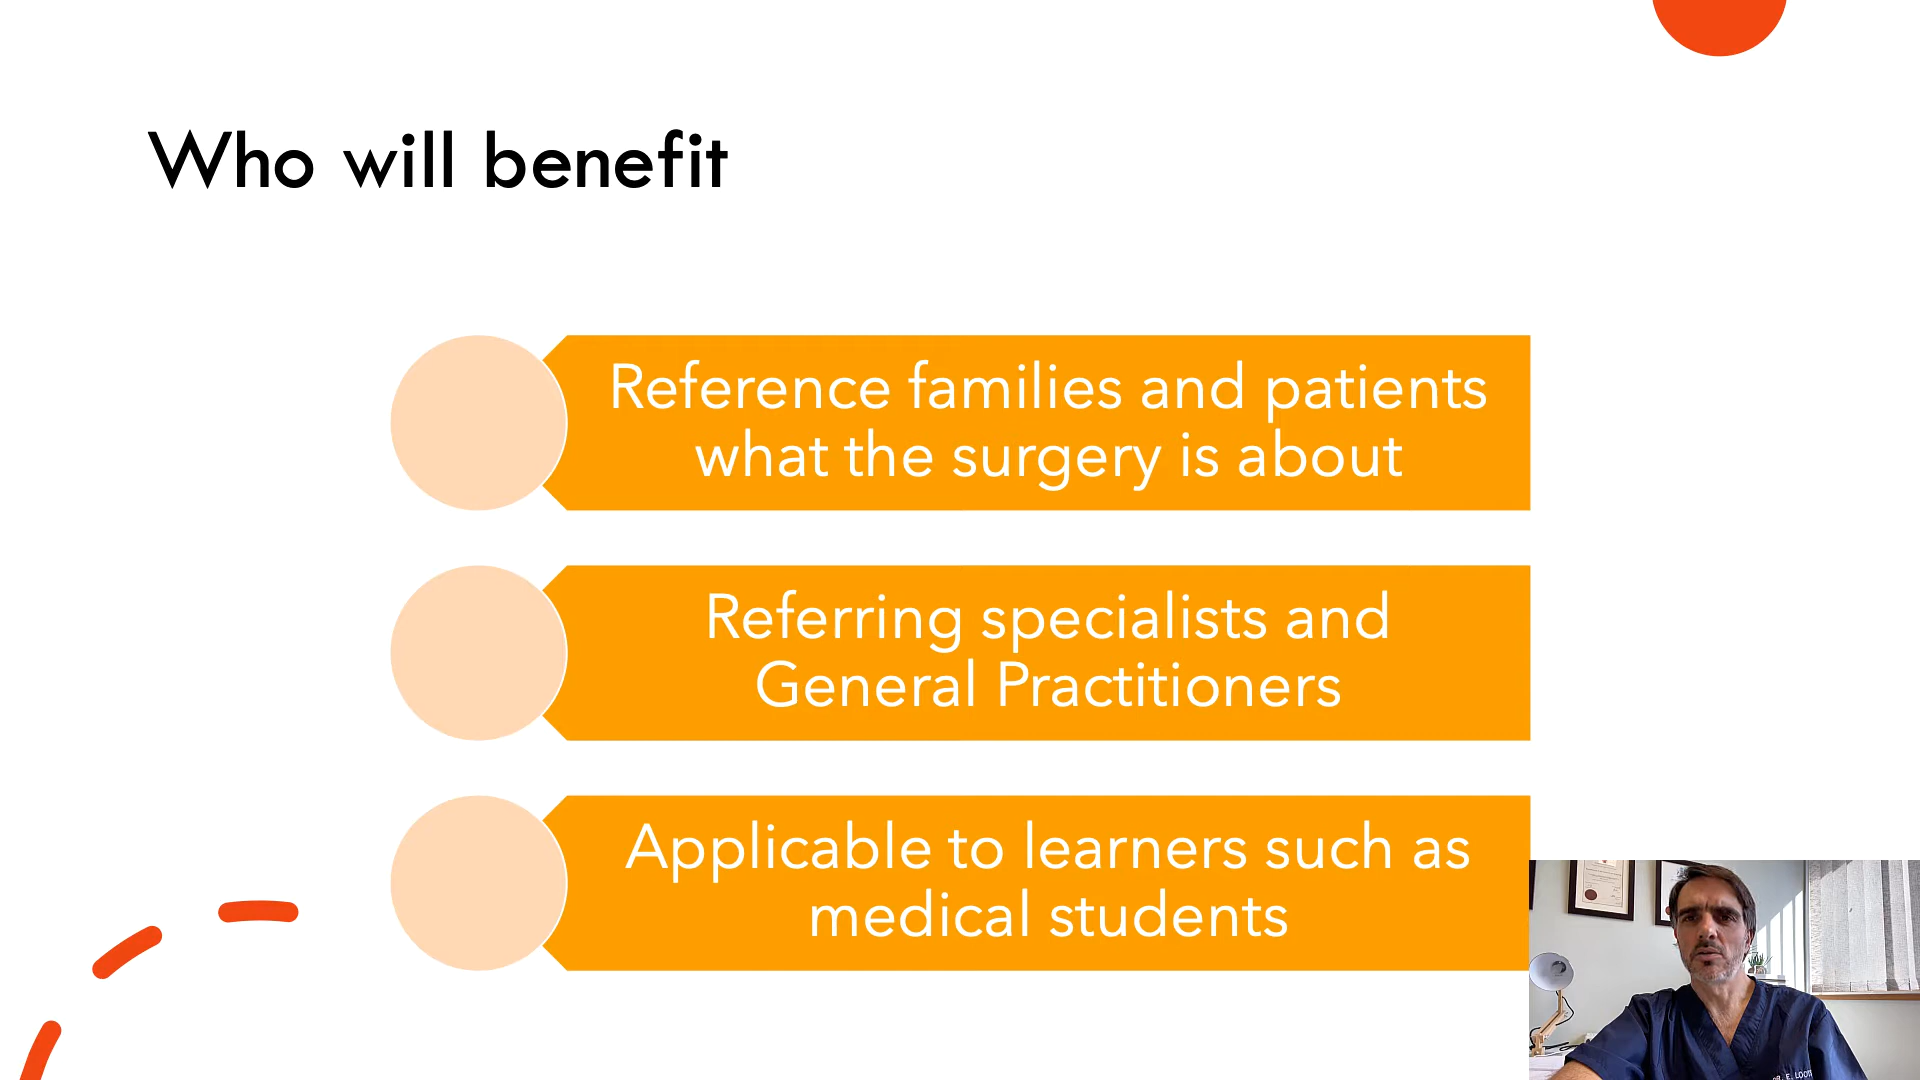 Who will benefit
Reference families and patients
what the surgery is about
Referring specialists and
General Practitioners
Applicable to learners such as
medical students